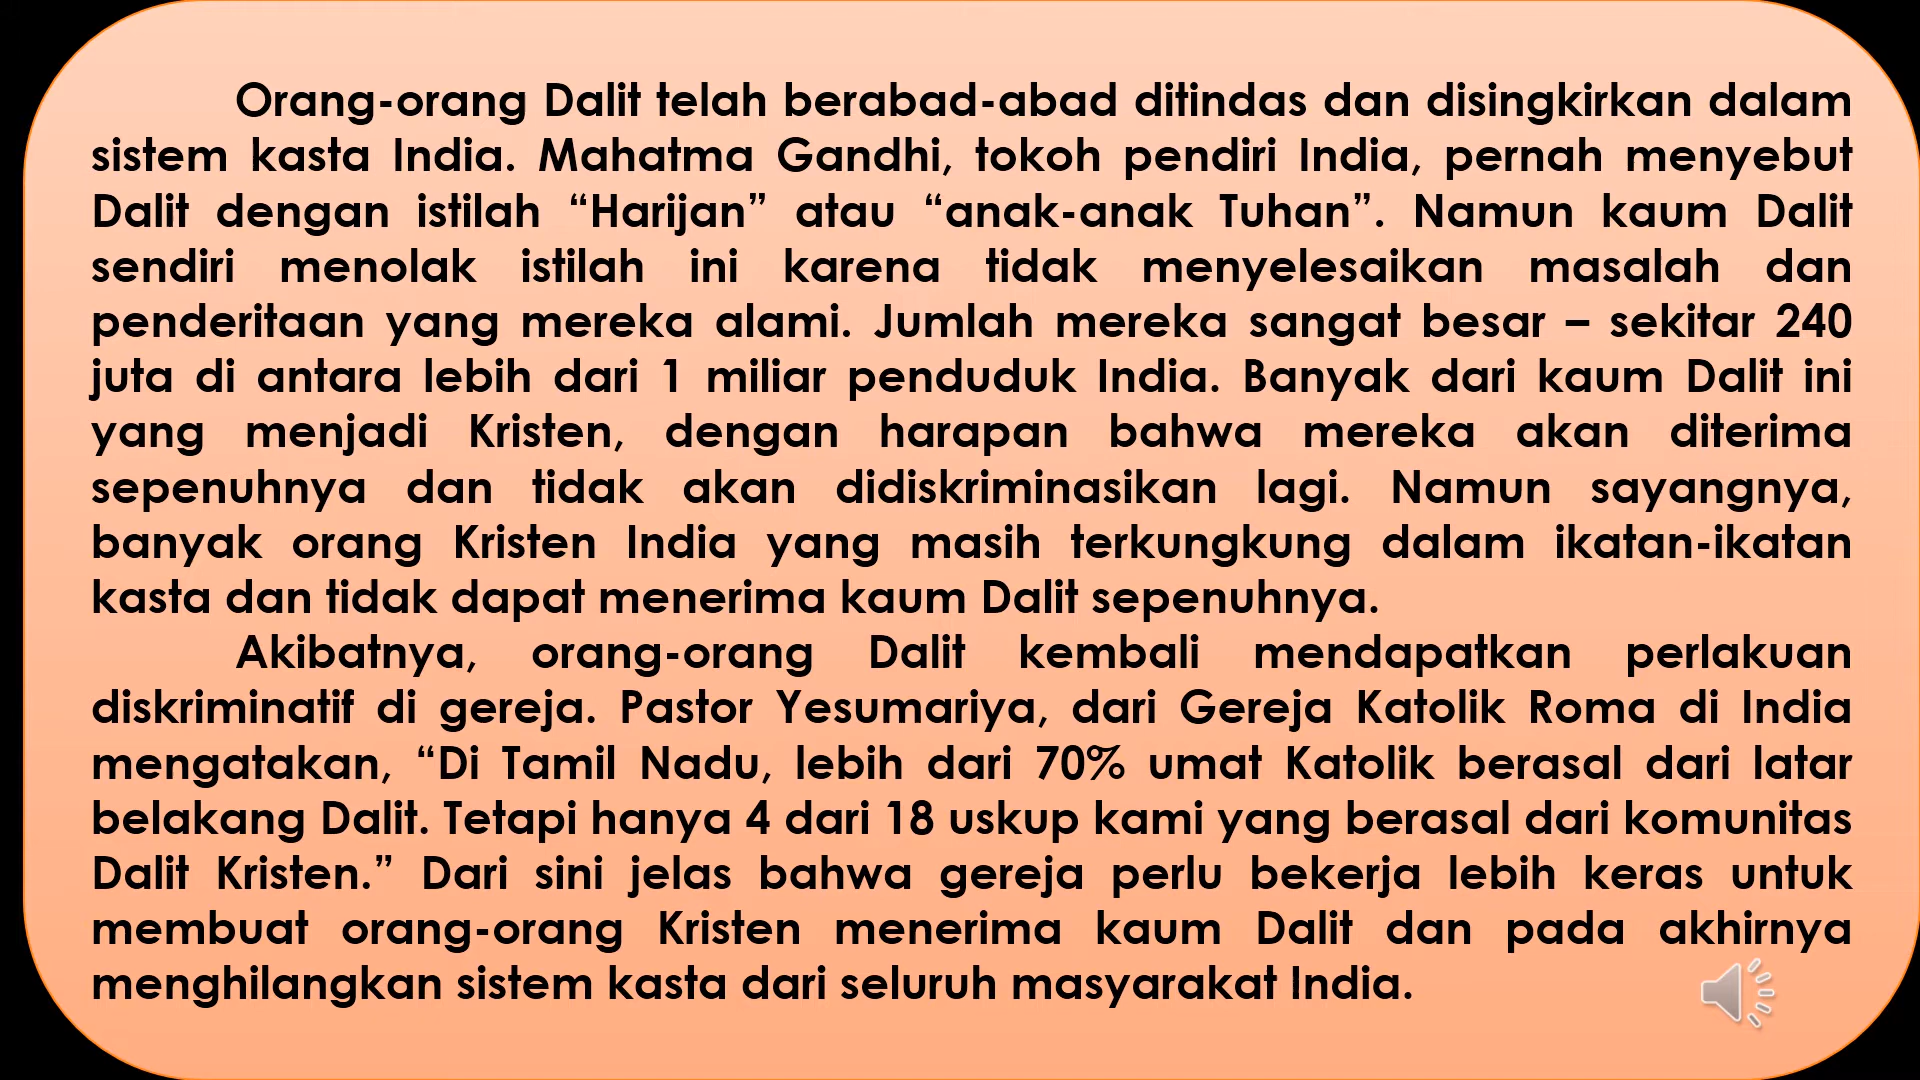 Orang-orang Dalit telah berabad-abad ditindas dan disingkirkan dalam
sistem kasta India. Mahatma Gandhi, tokoh pendiri India, pernah menyebut
Dalit dengan istilah “Harijan” atau “anak-anak Tuhan”. Namun kaum Dalit
sendiri menolak istilah ini karena tidak menyelesaikan masalah dan
penderitaan yang mereka alami. Jumlah mereka sangat besar – sekitar 240
juta di antara lebih dari 1 miliar penduduk India. Banyak dari kaum Dalit ini
yang menjadi Kristen, dengan harapan bahwa mereka akan diterima
sepenuhnya dan tidak akan didiskriminasikan lagi. Namun sayangnya,
banyak orang Kristen India yang masih terkungkung dalam ikatan-ikatan
kasta dan tidak dapat menerima kaum Dalit sepenuhnya.
Akibatnya, orang-orang Dalit kembali mendapatkan perlakuan
diskriminatif di gereja. Pastor Yesumariya, dari Gereja Katolik Roma di India
mengatakan, “Di Tamil Nadu, lebih dari 70% umat Katolik berasal dari latar
belakang Dalit. Tetapi hanya 4 dari 18 uskup kami yang berasal dari komunitas
Dalit Kristen.” Dari sini jelas bahwa gereja perlu bekerja lebih keras untuk
membuat orang-orang Kristen menerima kaum Dalit dan pada akhirnya
menghilangkan sistem kasta dari seluruh masyarakat India.